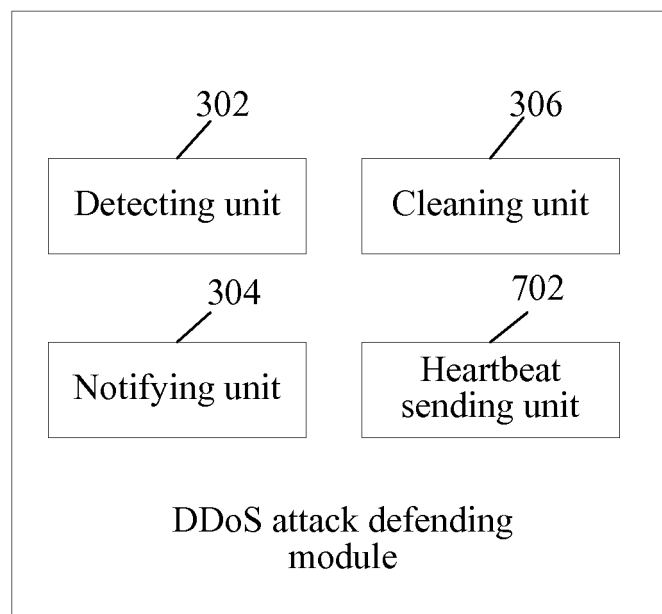 302
306
Detecting unit
Cleaning unit
304
702
Notifying unit
Heartbeat
sending unit
DDoS attack defending
module